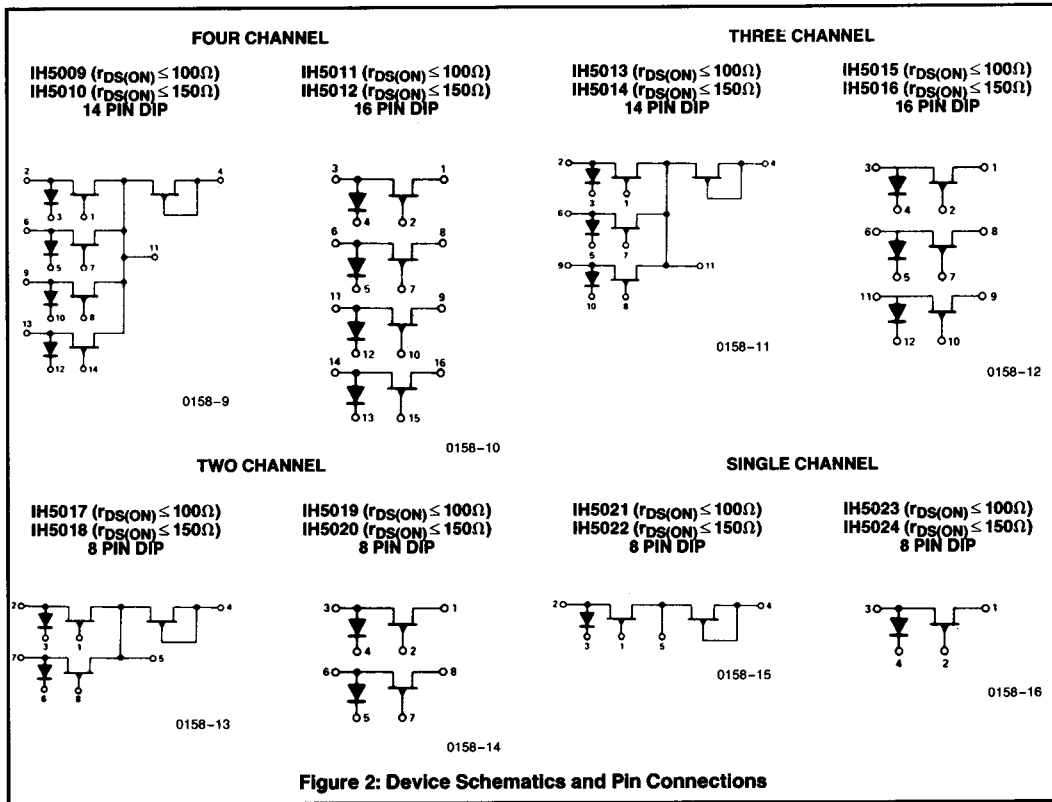 FOUR CHANNEL
IH5009 (rDS(ON) ≤ 100Ω)
IH5010 (rDS(ON) ≤ 150Ω)
14 PIN DIP
2
4
3
1
6
11
5
7
9
10
8
13
12
14
0158-9
IH5011 (rDS(ON) ≤ 100Ω)
IH5012 (rDS(ON) ≤ 150Ω)
16 PIN DIP
3
1
4
2
6
8
5
7
11
9
12
10
14
16
13
15
0158-10
THREE CHANNEL
IH5013 (rDS(ON) ≤ 100Ω)
IH5014 (rDS(ON) ≤ 150Ω)
14 PIN DIP
2
4
3
1
6
5
7
9
11
10
8
0158-11
IH5015 (rDS(ON) ≤ 100Ω)
IH5016 (rDS(ON) ≤ 150Ω)
16 PIN DIP
3
1
4
2
6
8
5
7
11
9
12
10
0158-12
TWO CHANNEL
IH5017 (rDS(ON) ≤ 100Ω)
IH5018 (rDS(ON) ≤ 150Ω)
8 PIN DIP
2
4
3
1
7
5
6
8
0158-13
IH5019 (rDS(ON) ≤ 100Ω)
IH5020 (rDS(ON) ≤ 150Ω)
8 PIN DIP
3
1
4
2
6
8
5
7
0158-14
SINGLE CHANNEL
IH5021 (rDS(ON) ≤ 100Ω)
IH5022 (rDS(ON) ≤ 150Ω)
8 PIN DIP
2
4
3
1
5
0158-15
IH5023 (rDS(ON) ≤ 100Ω)
IH5024 (rDS(ON) ≤ 150Ω)
8 PIN DIP
3
1
4
2
0158-16
Figure 2: Device Schematics and Pin Connections